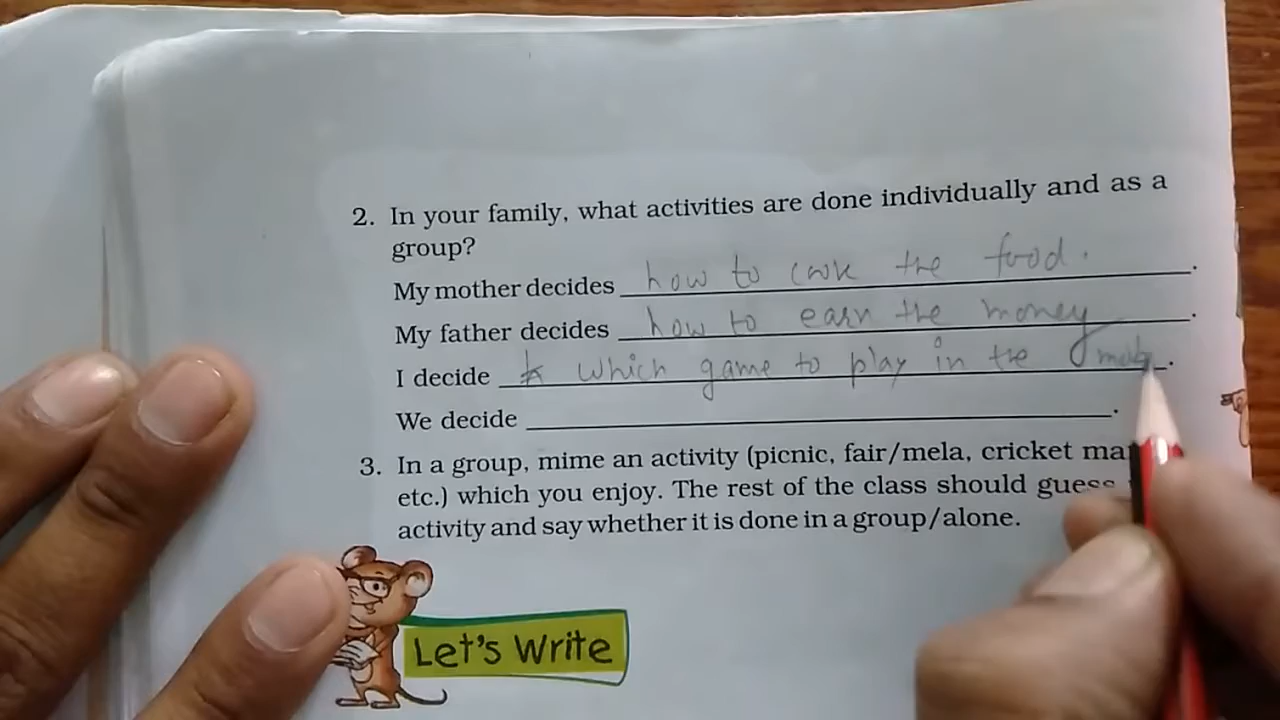 2. In your family, what activities are done individually and as a
group?
My mother decides how to cook the food.
My father decides how to earn the money.
I decide which game to play in the
We decide ____.
3. In a group, mime an activity (picnic, fair/mela, cricket ma
etc.) which you enjoy. The rest of the class should guess
activity and say whether it is done in a group/alone.
Let's Write